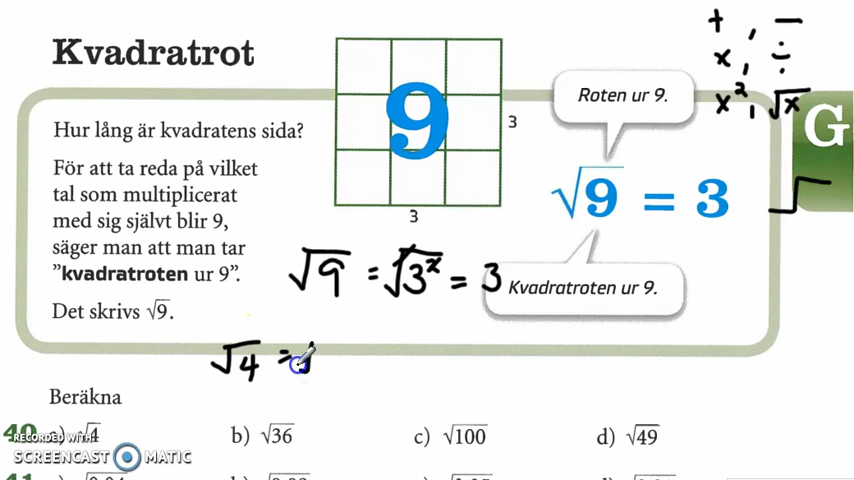 +, −
x, ÷
x², √x
Kvadratrot
9
3
3
Roten ur 9.
G
Hur lång är kvadratens sida?
För att ta reda på vilket
tal som multiplicerat
med sig självt blir 9,
säger man att man tar
”kvadratroten ur 9”.
Det skrivs √9.
√9 = 3
√9 = √3² = 3
Kvadratroten ur 9.
√4 =
Beräkna
40 a) √4 b) √36 c) √100 d) √49
RECORDED WITH
SCREENCAST MATIC